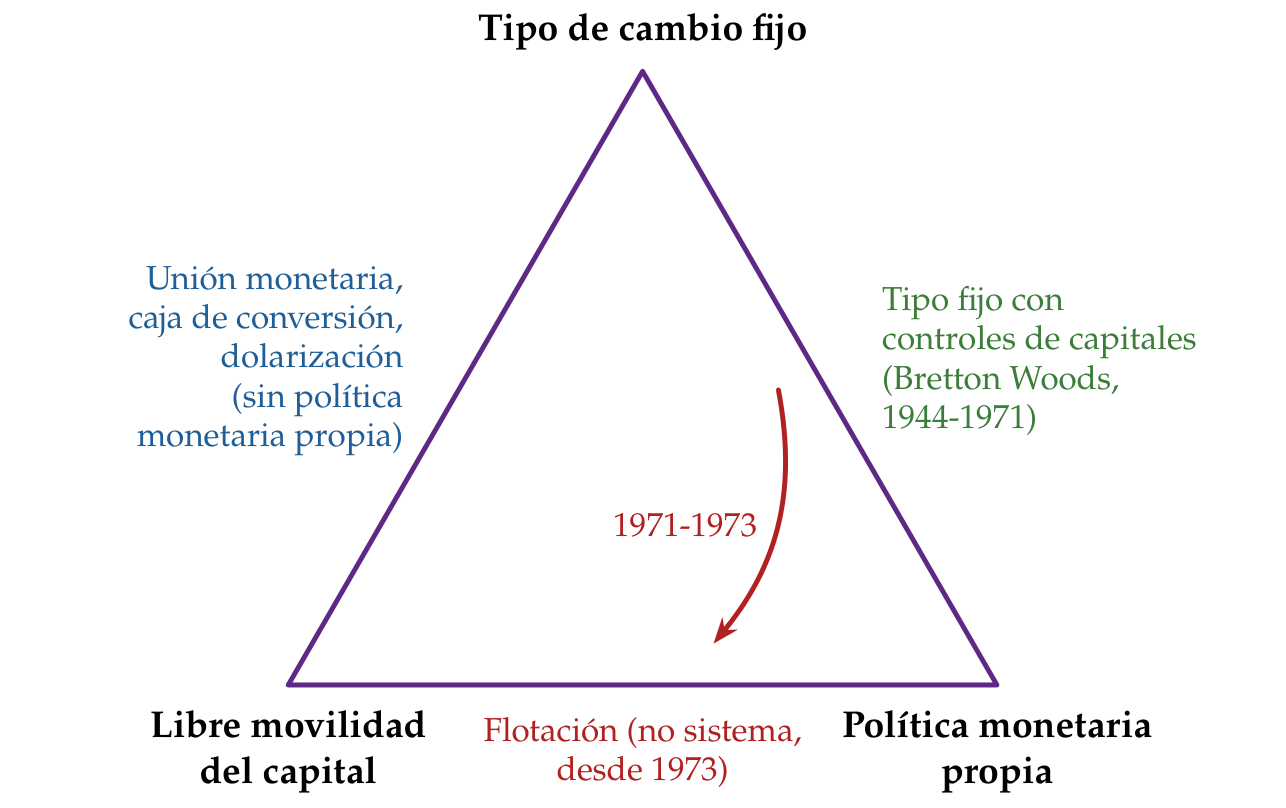 Tipo de cambio fijo
Unión monetaria,
caja de conversión,
dolarización
(sin política
monetaria propia)
Tipo fijo con
controles de capitales
(Bretton Woods,
1944-1971)
1971-1973
Libre movilidad
del capital
Flotación (no sistema,
desde 1973)
Política monetaria
propia